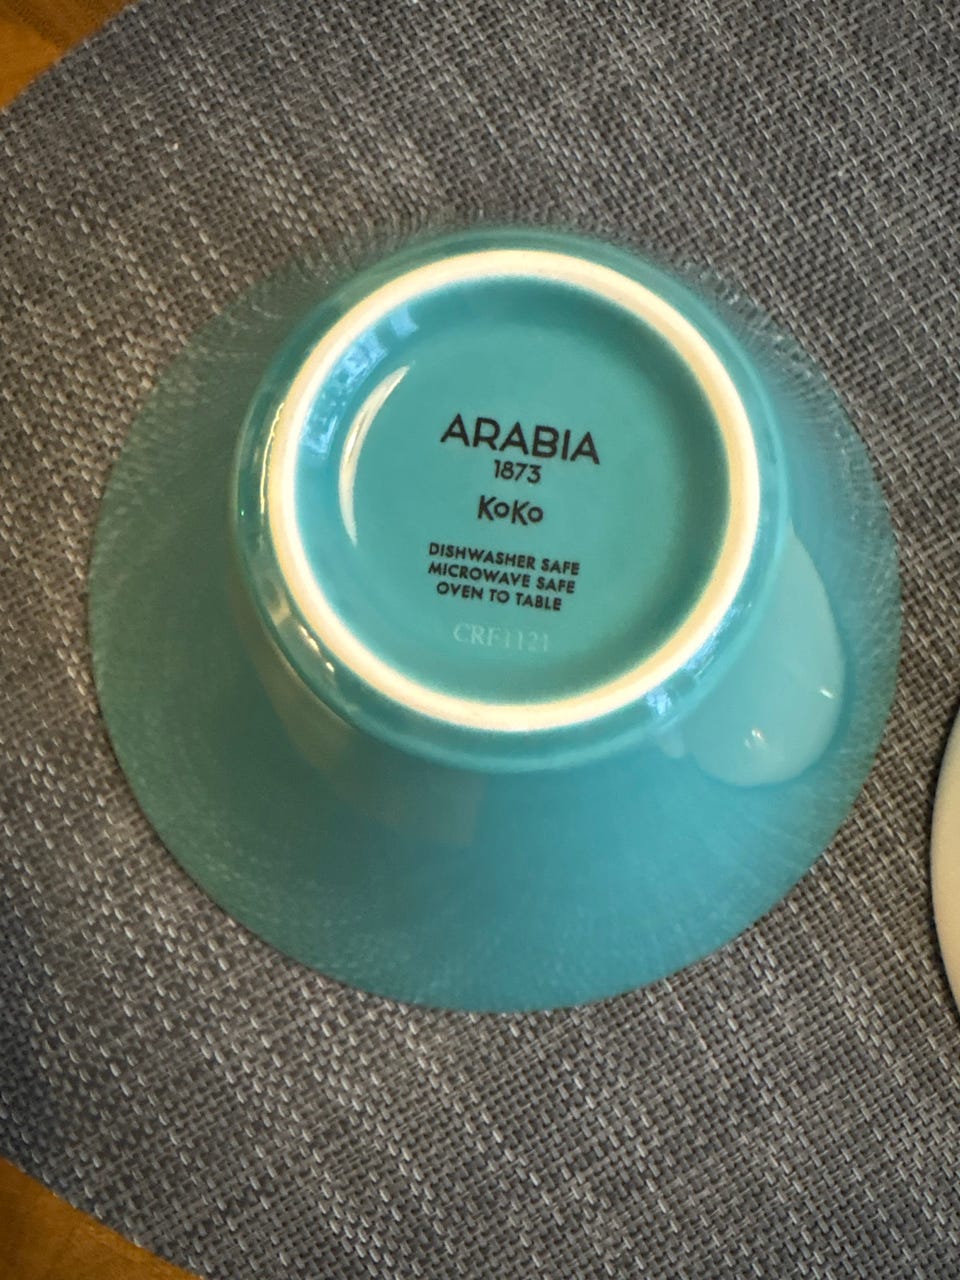 ARABIA
1873
KoKo
DISHWASHER SAFE
MICROWAVE SAFE
OVEN TO TABLE
CRF1121